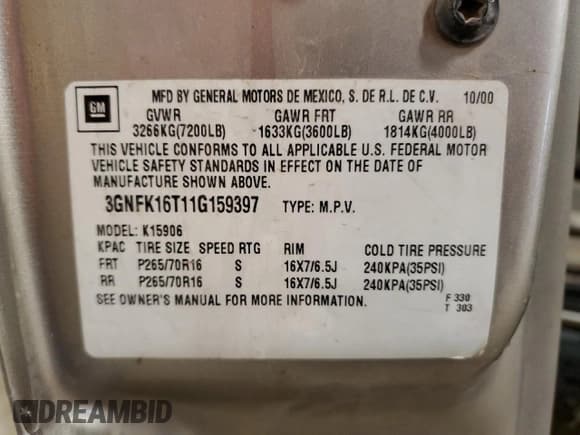 GM
MFD BY GENERAL MOTORS DE MEXICO, S. DE R.L. DE C.V. 10/00
GVWR GAWR FRT GAWR RR
3266KG(7200LB) 1633KG(3600LB) 1814KG(4000LB)
THIS VEHICLE CONFORMS TO ALL APPLICABLE U.S. FEDERAL MOTOR
VEHICLE SAFETY STANDARDS IN EFFECT ON THE DATE OF
MANUFACTURE SHOWN ABOVE.
3GNFK16T11G159397 TYPE: M.P.V.
MODEL: K15906
KPAC TIRE SIZE SPEED RTG RIM COLD TIRE PRESSURE
FRT P265/70R16 S 16X7/6.5J 240KPA(35PSI)
RR P265/70R16 S 16X7/6.5J 240KPA(35PSI)
SEE OWNER'S MANUAL FOR MORE INFORMATION. F 330
T 303
DREAMBID